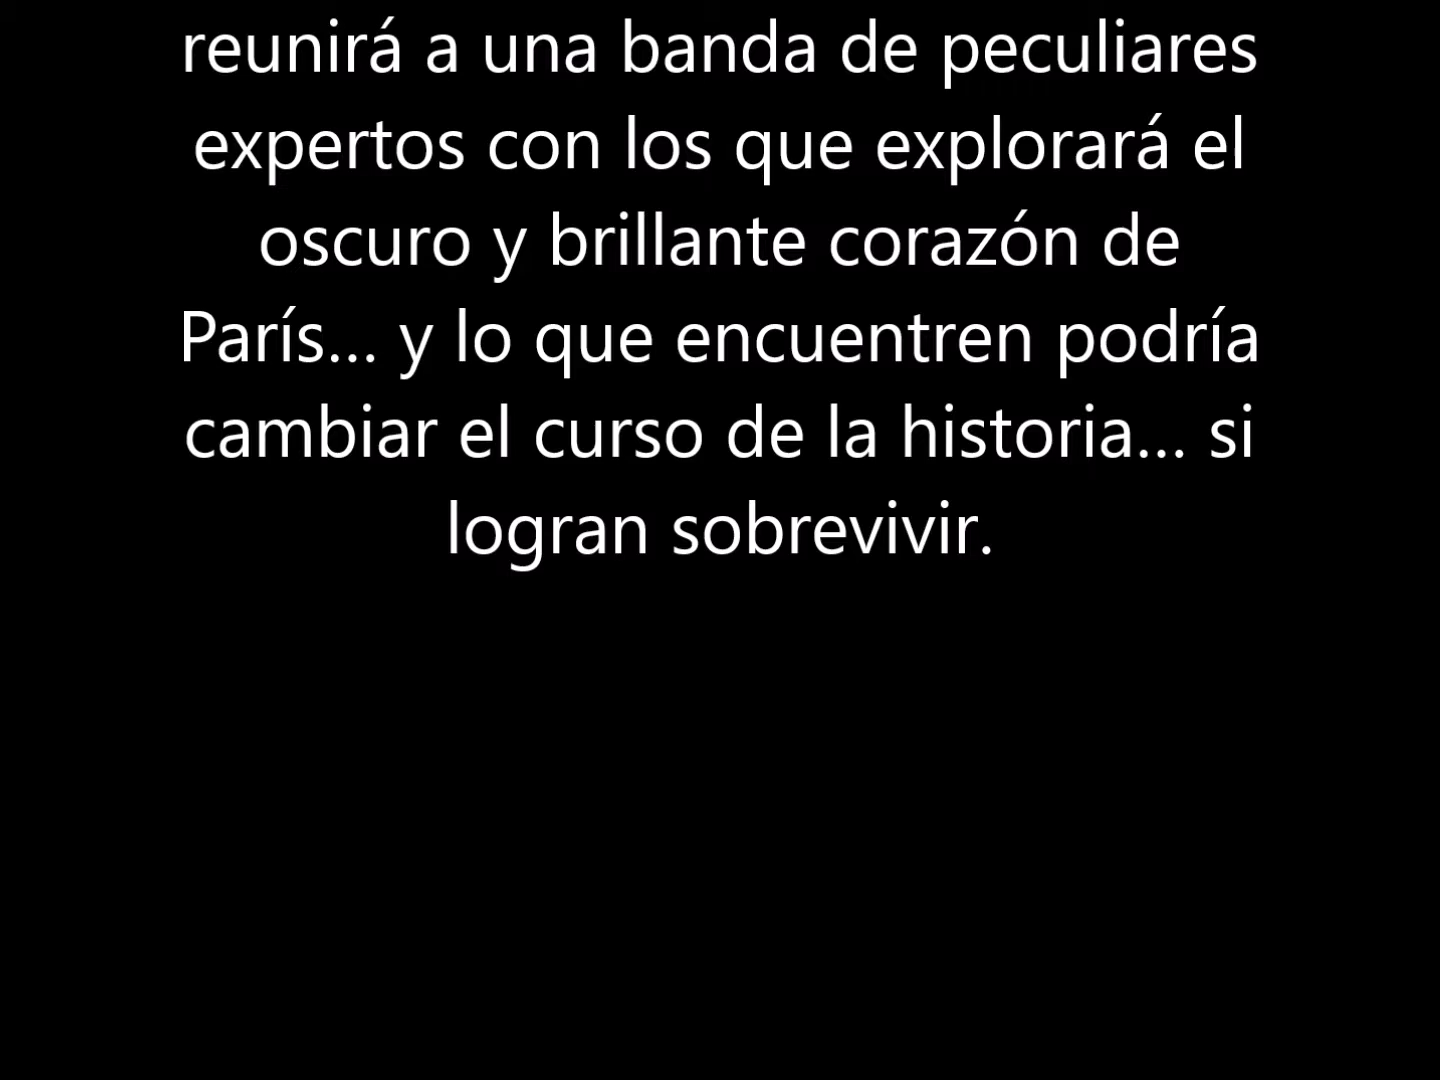 reunirá a una banda de peculiares
expertos con los que explorará el
oscuro y brillante corazón de
París... y lo que encuentren podría
cambiar el curso de la historia... si
logran sobrevivir.